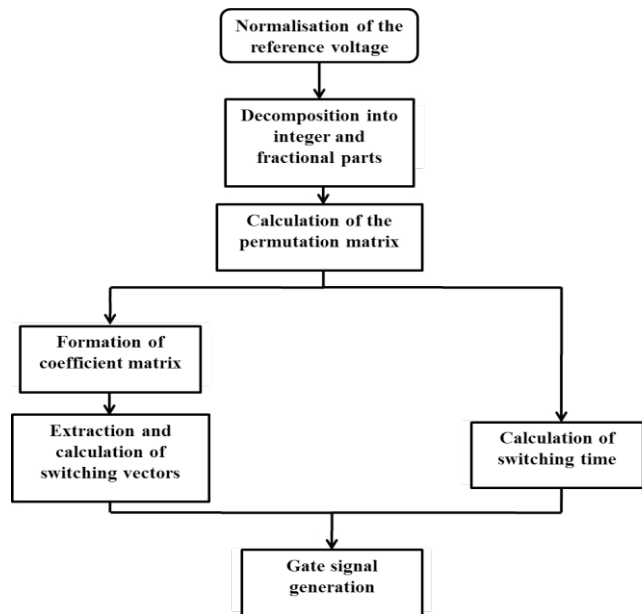 Normalisation of the
reference voltage
Decomposition into
integer and
fractional parts
Calculation of the
permutation matrix
Formation of
coefficient matrix
Extraction and
calculation of
switching vectors
Calculation of
switching time
Gate signal
generation